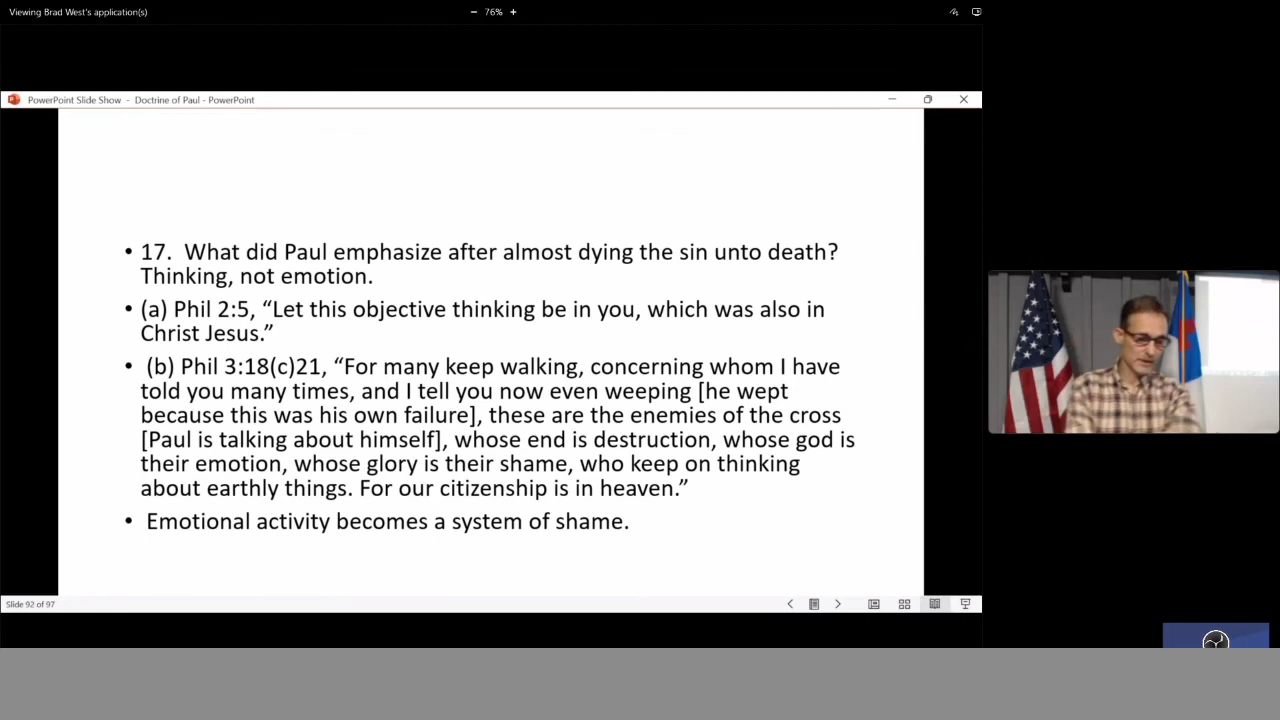 Viewing Brad West's application(s)
76%
PowerPoint Slide Show - Doctrine of Paul - PowerPoint
• 17. What did Paul emphasize after almost dying the sin unto death?
Thinking, not emotion.
• (a) Phil 2:5, “Let this objective thinking be in you, which was also in
Christ Jesus.”
• (b) Phil 3:18(c)21, “For many keep walking, concerning whom I have
told you many times, and I tell you now even weeping [he wept
because this was his own failure], these are the enemies of the cross
[Paul is talking about himself], whose end is destruction, whose god is
their emotion, whose glory is their shame, who keep on thinking
about earthly things. For our citizenship is in heaven.”
• Emotional activity becomes a system of shame.
Slide 92 of 97